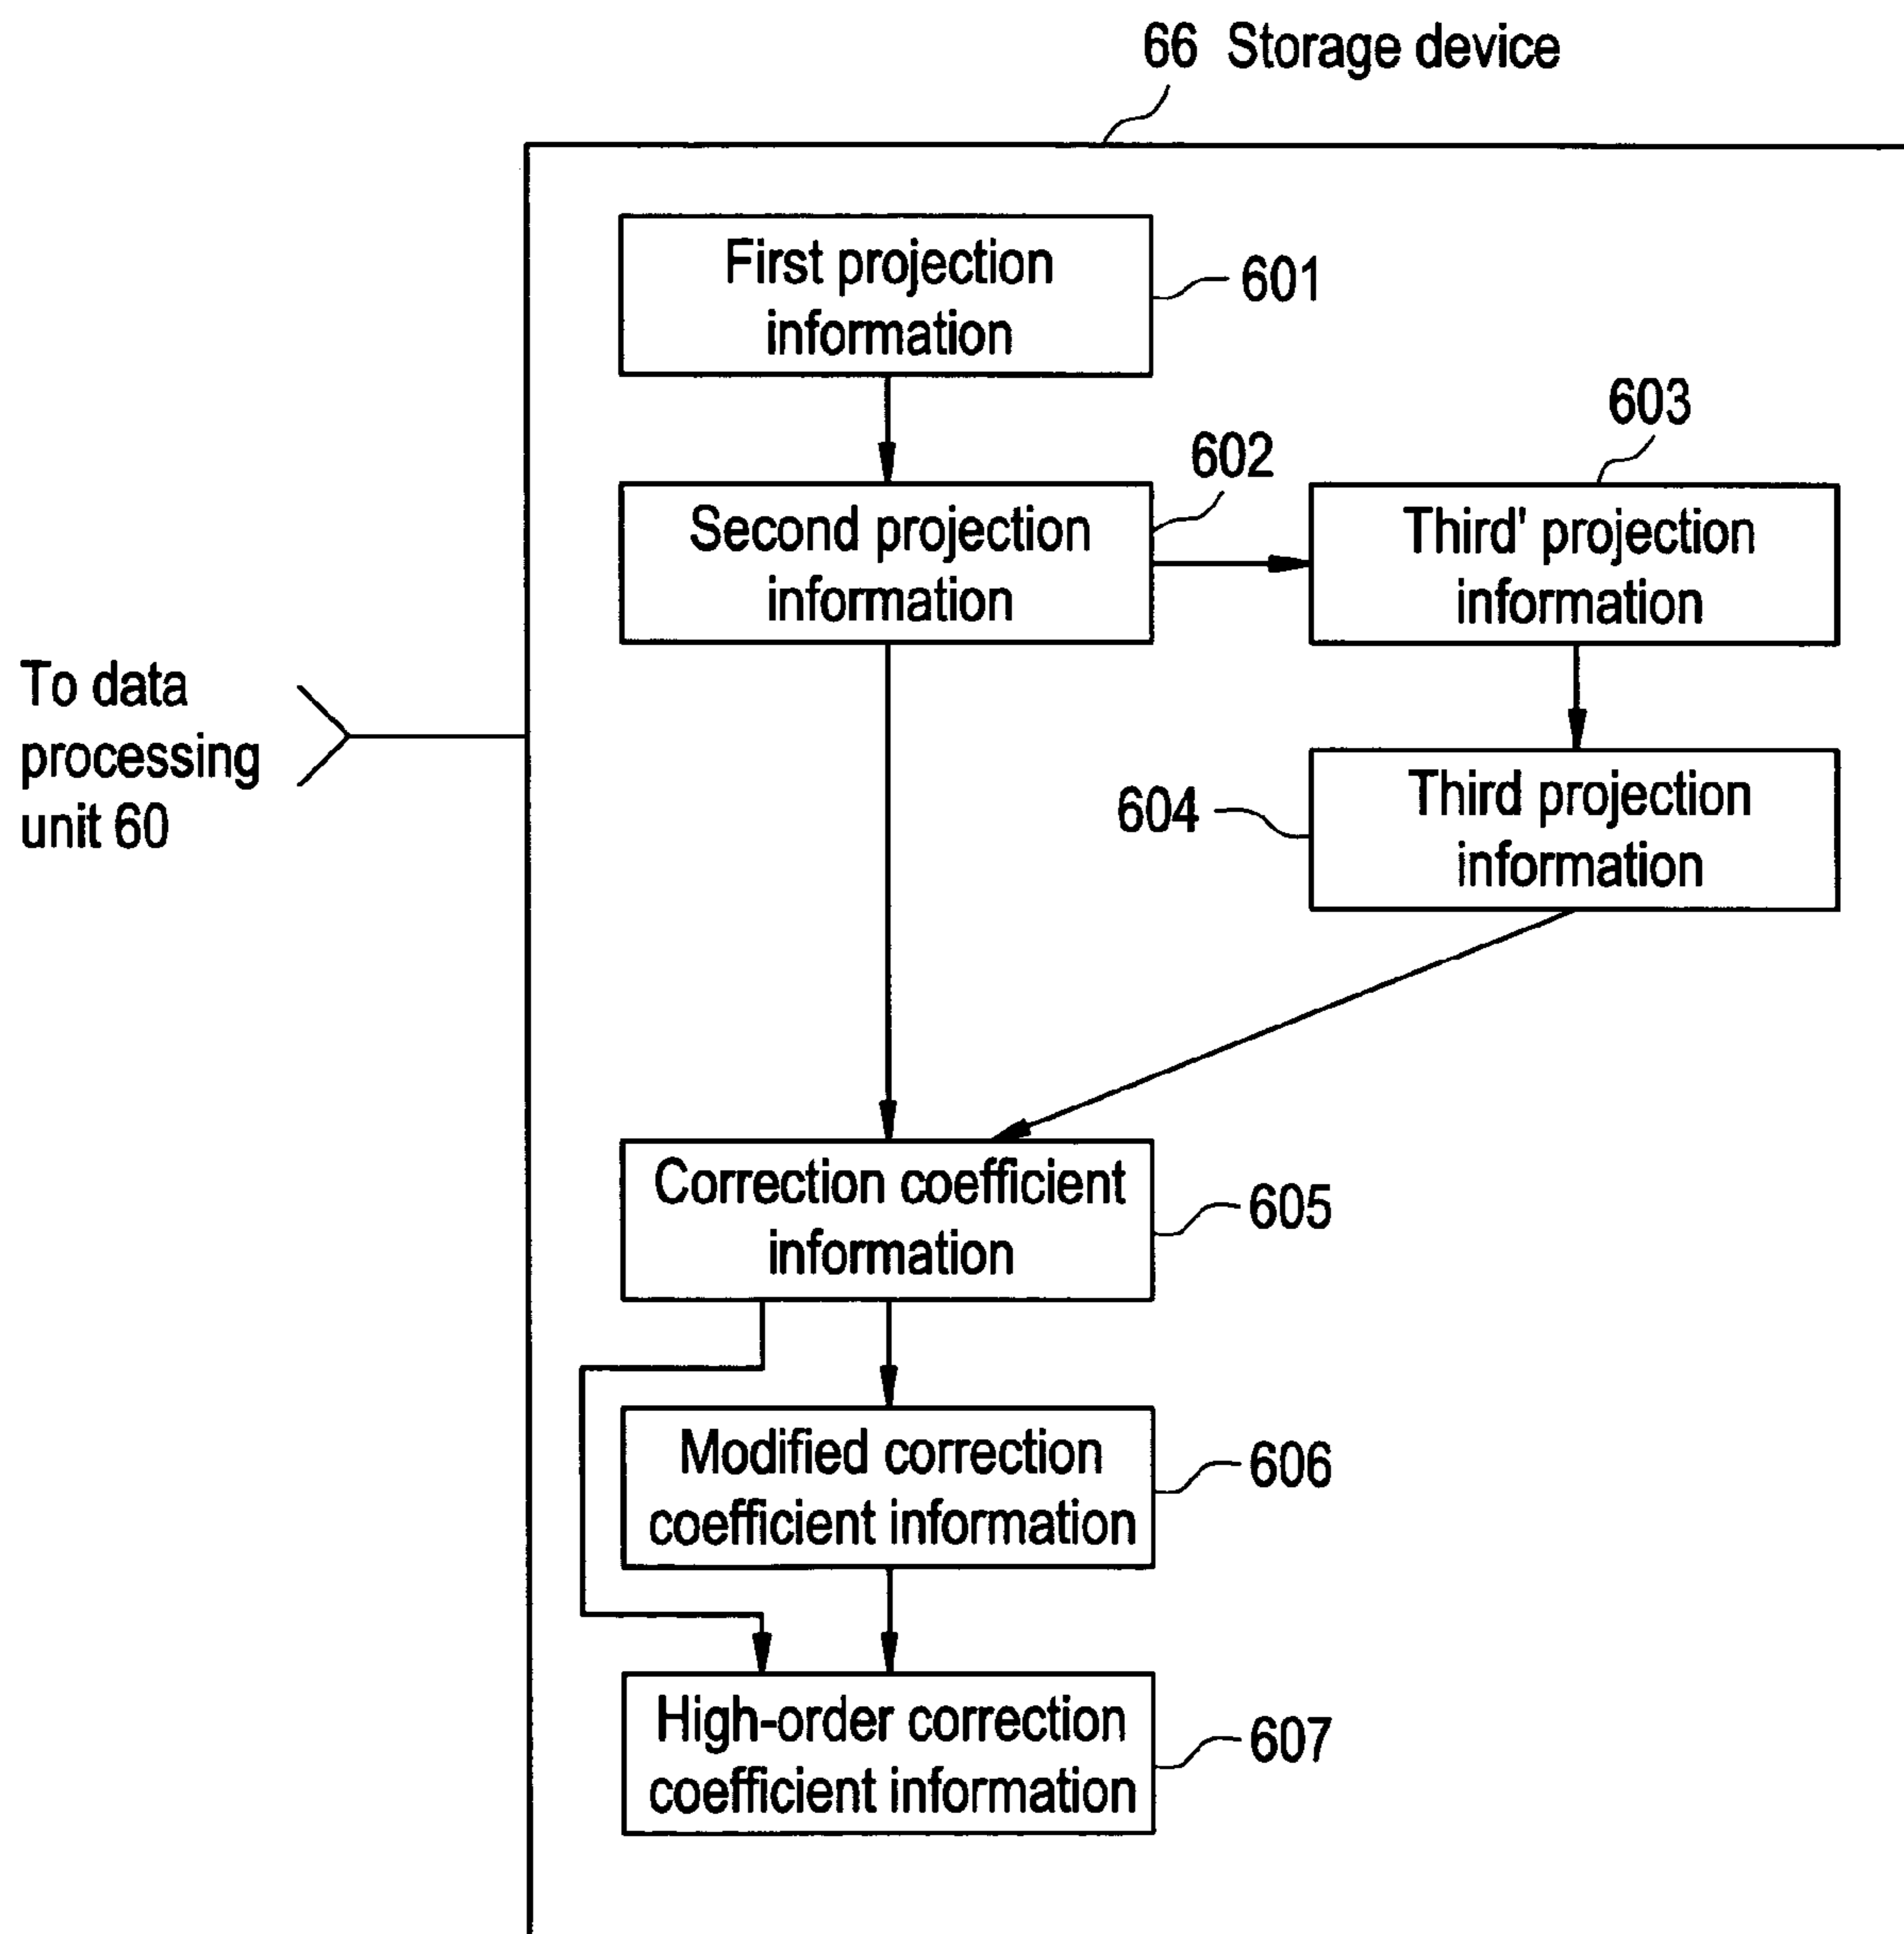 66 Storage device
First projection
information
601
602
603
Second projection
information
Third' projection
information
To data
processing
unit 60
604
Third projection
information
Correction coefficient
information
605
Modified correction
coefficient information
606
High-order correction
coefficient information
607